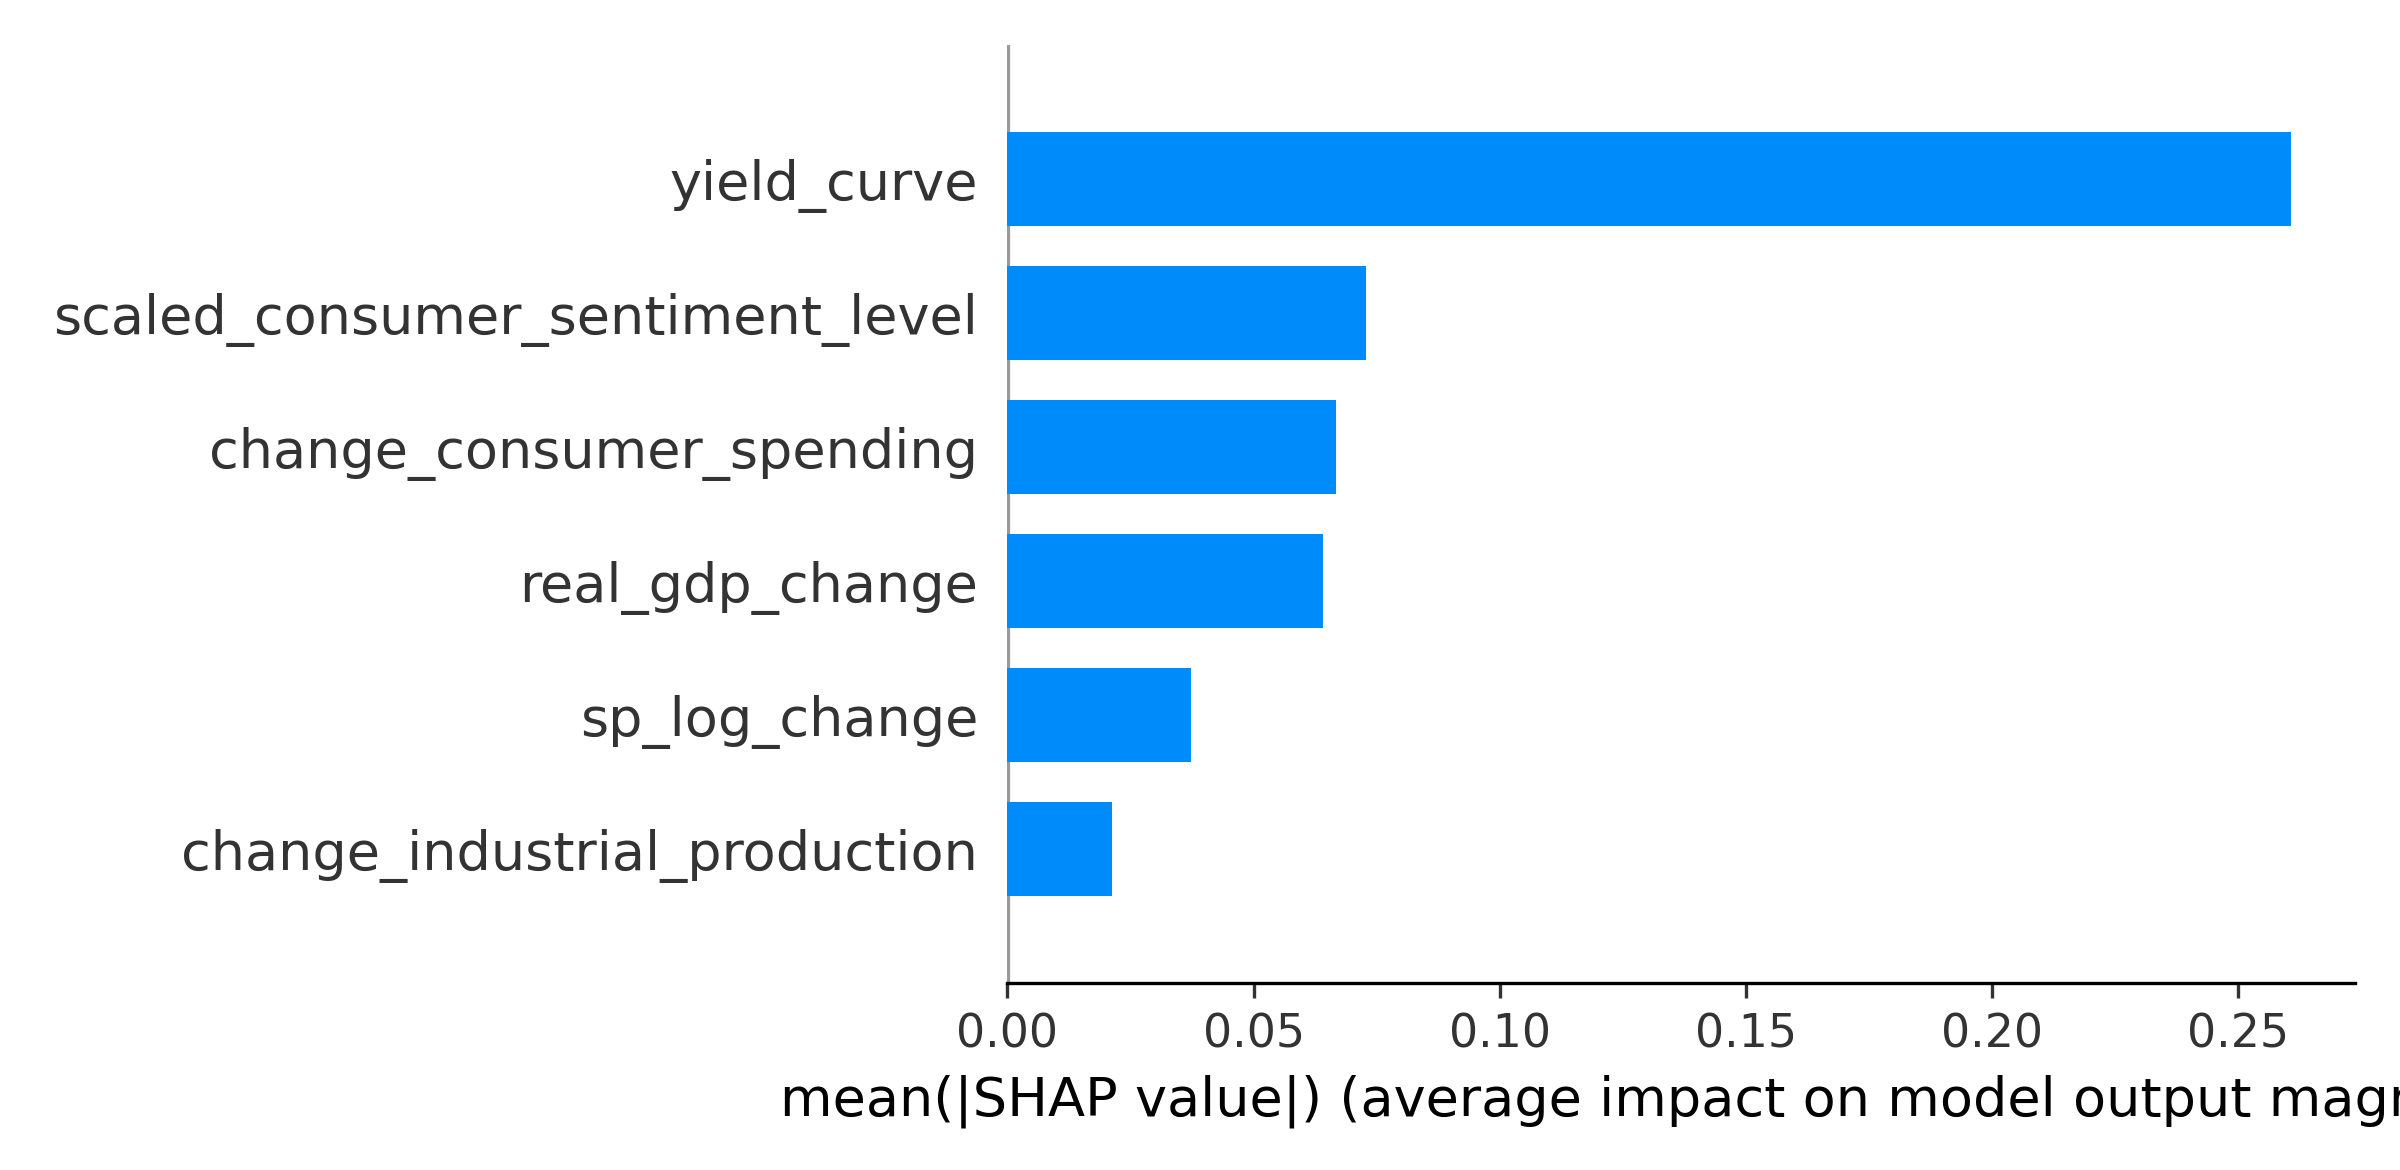 yield_curve
scaled_consumer_sentiment_level
change_consumer_spending
real_gdp_change
sp_log_change
change_industrial_production
0.00 0.05 0.10 0.15 0.20 0.25
mean(|SHAP value|) (average impact on model output